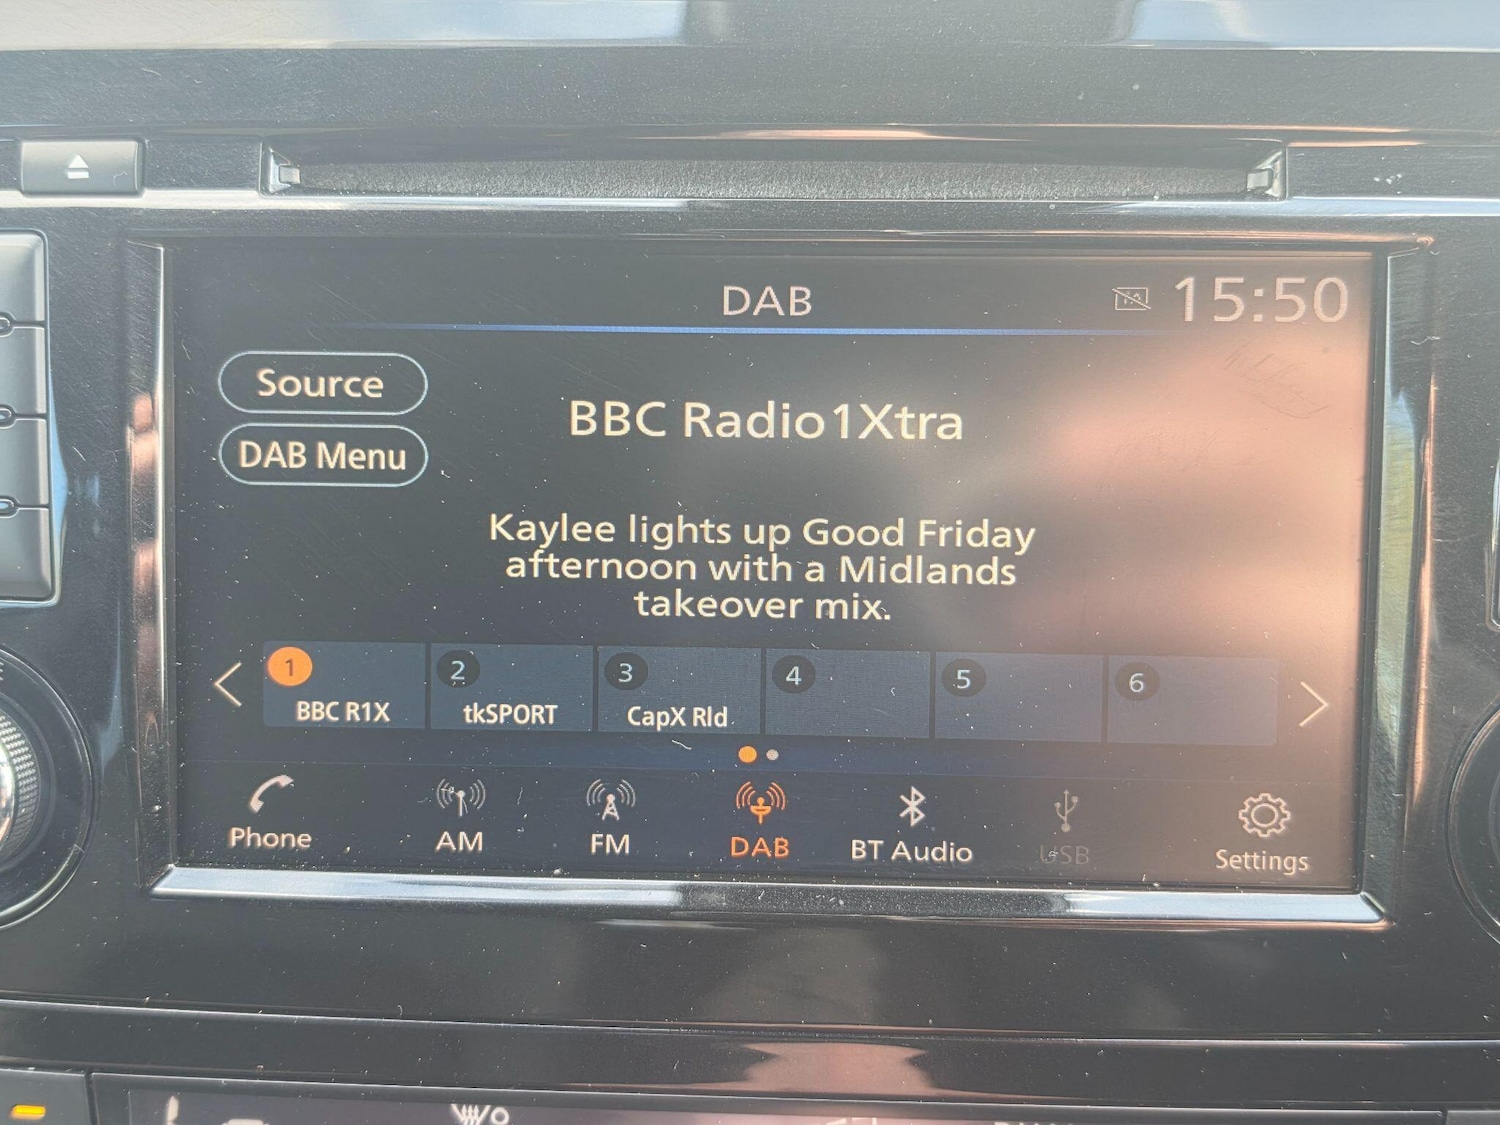 DAB
15:50
Source
BBC Radio1Xtra
DAB Menu
Kaylee lights up Good Friday
afternoon with a Midlands
takeover mix.
1
BBC R1X
2
tkSPORT
3
CapX Rld
4
5
6
Phone
AM
FM
DAB
BT Audio
USB
Settings